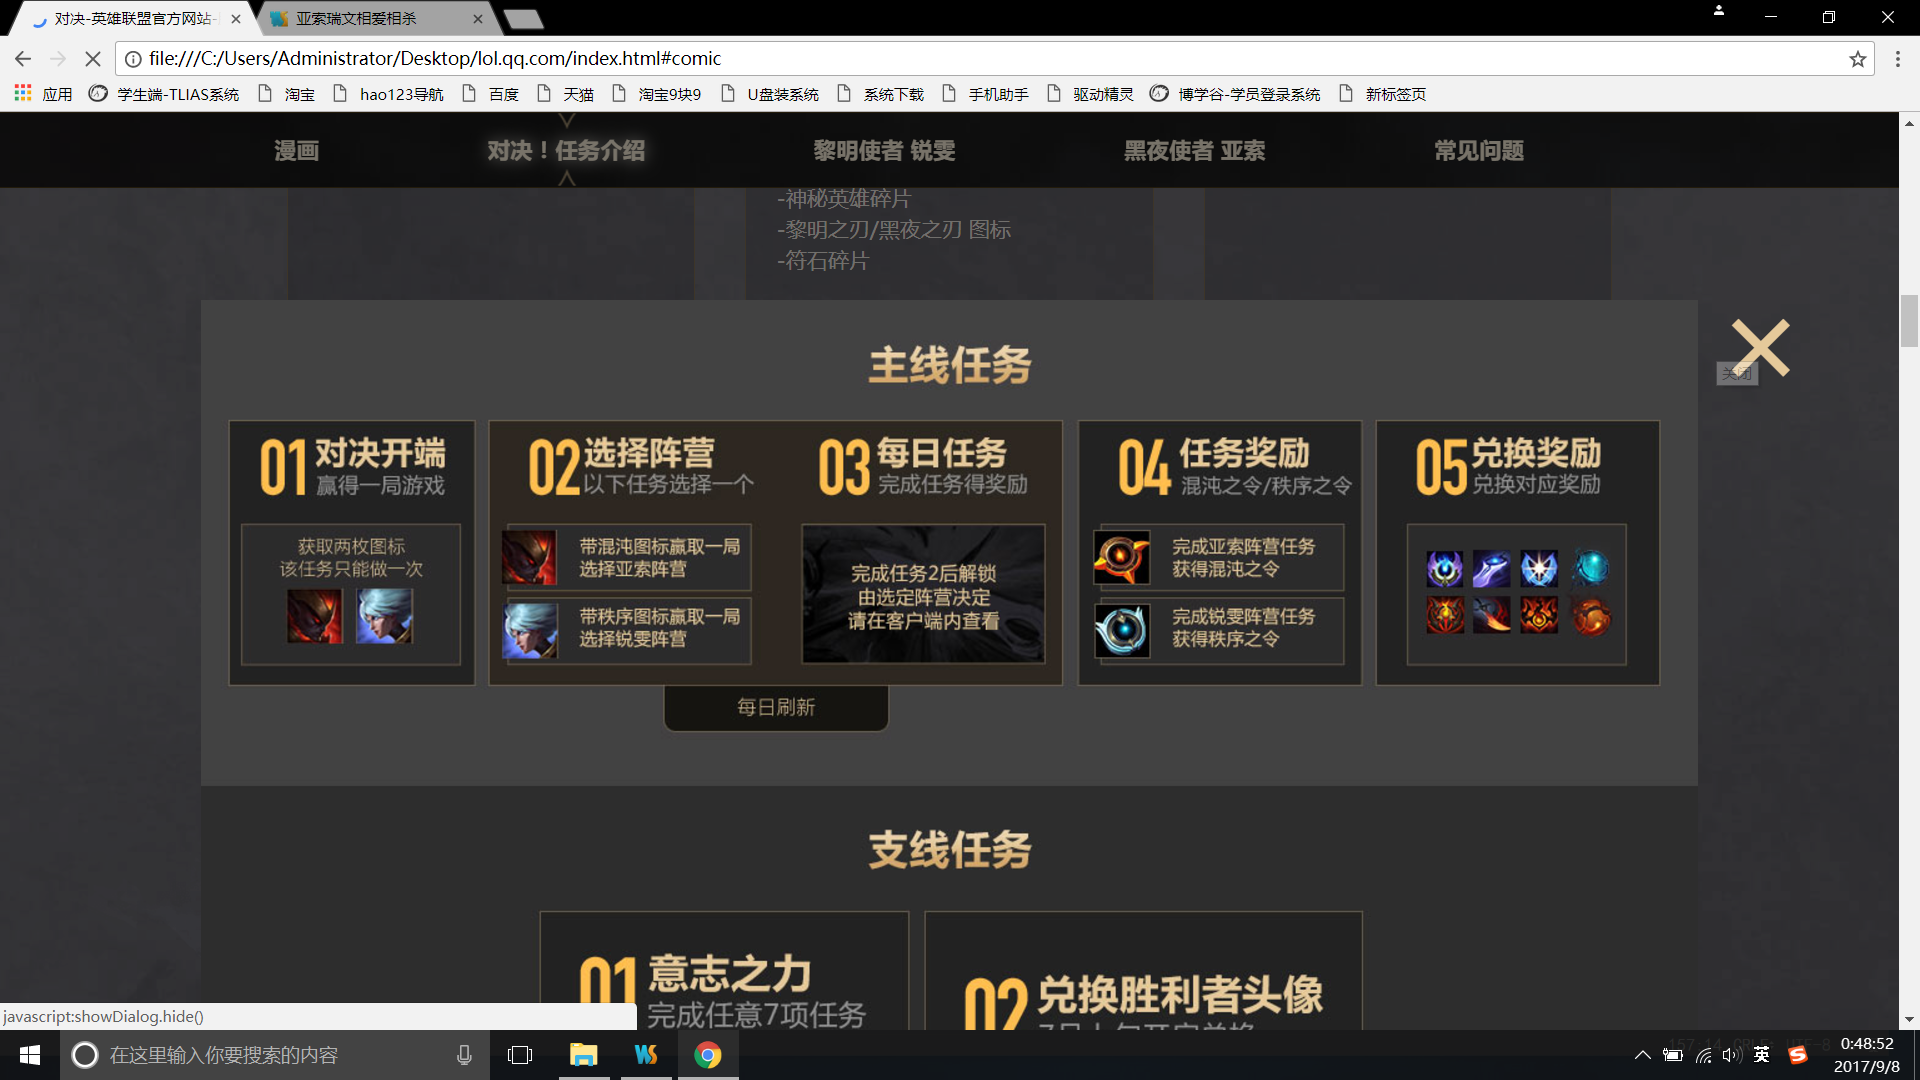 对决-英雄联盟官方网站-
亚索瑞文相爱相杀
file:///C:/Users/Administrator/Desktop/lol.qq.com/index.html#comic
应用
学生端-TLIAS系统
淘宝
hao123导航
百度
天猫
淘宝9块9
U盘装系统
系统下载
手机助手
驱动精灵
博学谷-学员登录系统
新标签页
漫画
对决！任务介绍
黎明使者 锐雯
黑夜使者 亚索
常见问题
-神秘英雄碎片
-黎明之刃/黑夜之刃 图标
-符石碎片
关闭
主线任务
01 对决开端
赢得一局游戏
获取两枚图标
该任务只能做一次
02 选择阵营
以下任务选择一个
带混沌图标赢取一局
选择亚索阵营
带秩序图标赢取一局
选择锐雯阵营
03 每日任务
完成任务得奖励
完成任务2后解锁
由选定阵营决定
请在客户端内查看
04 任务奖励
混沌之令/秩序之令
完成亚索阵营任务
获得混沌之令
完成锐雯阵营任务
获得秩序之令
05 兑换奖励
兑换对应奖励
每日刷新
支线任务
01 意志之力
完成任意7项任务
02 兑换胜利者头像
javascript:showDialog.hide()
在这里输入你要搜索的内容
英
0:48:52
2017/9/8